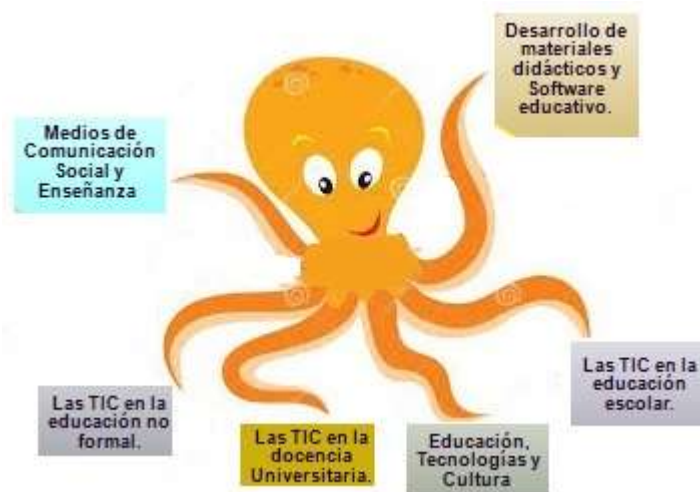 Desarrollo de
materiales
didácticos y
Software
educativo.
Medios de
Comunicación
Social y
Enseñanza
Las TIC en la
educación
escolar.
Las TIC en la
educación no
formal.
Las TIC en la
docencia
Universitaria.
Educación,
Tecnologías y
Cultura